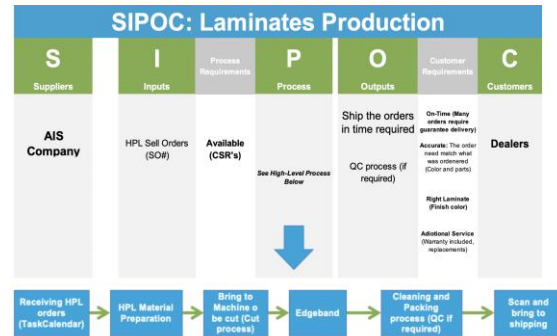 SIPOC: Laminates Production
S
Suppliers
I
Inputs
Process
Requirements
P
Process
O
Outputs
Customer
Requirements
C
Customers
AIS
Company
HPL Sell Orders
(SO#)
Available
(CSR's)
See High-Level Process
Below
Ship the orders
in time required
QC process (if
required)
On-Time (Many
orders require
guarantee delivery)
Accurate: The order
need match what
was ordenered
(Color and parts)
Right Laminate
(Finish color)
Adiotional Service
(Warranty included,
replacements)
Dealers
Receiving HPL
orders
(TaskCalendar)
HPL Material
Preparation
Bring to
Machine o
be cut (Cut
process)
Edgeband
Cleaning and
Packing
process (QC if
required)
Scan and
bring to
shipping